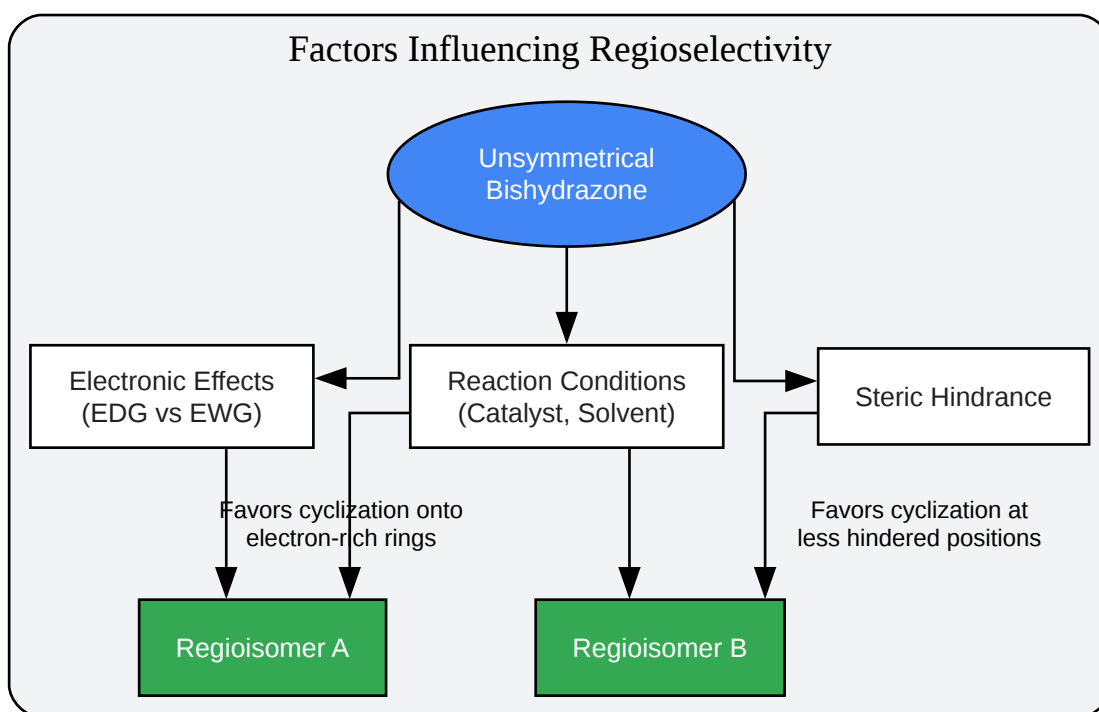 Factors Influencing Regioselectivity
Unsymmetrical
Bishydrazone
Electronic Effects
(EDG vs EWG)
Reaction Conditions
(Catalyst, Solvent)
Steric Hindrance
Favors cyclization onto
electron-rich rings
Favors cyclization at
less hindered positions
Regioisomer A
Regioisomer B